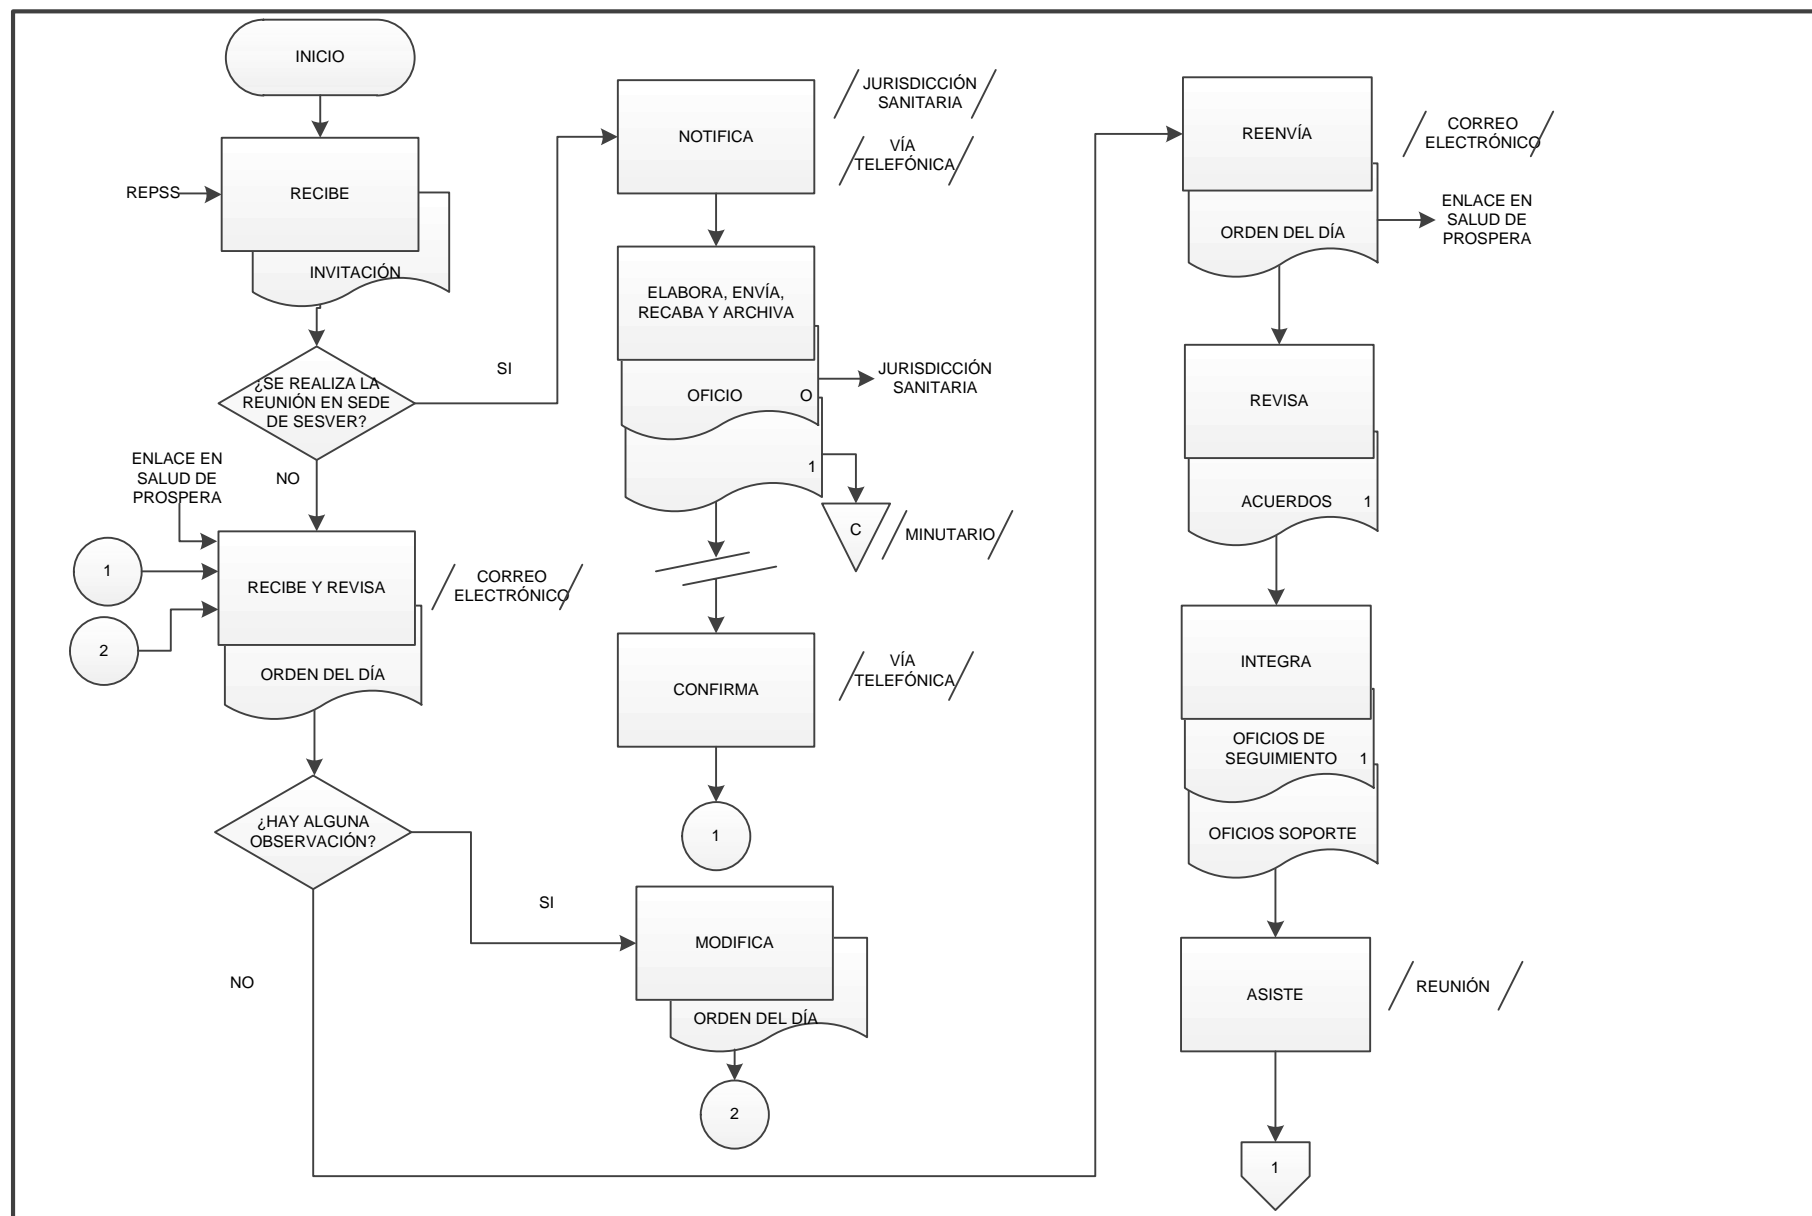 INICIO
REPSS
RECIBE
INVITACIÓN
¿SE REALIZA LA
REUNIÓN EN SEDE
DE SESVER?
SI
NO
ENLACE EN
SALUD DE
PROSPERA
1
2
RECIBE Y REVISA
CORREO
ELECTRÓNICO
ORDEN DEL DÍA
¿HAY ALGUNA
OBSERVACIÓN?
SI
NO
NOTIFICA
JURISDICCIÓN
SANITARIA
VÍA
TELEFÓNICA
ELABORA, ENVÍA,
RECABA Y ARCHIVA
OFICIO O
JURISDICCIÓN
SANITARIA
1
C
MINUTARIO
CONFIRMA
VÍA
TELEFÓNICA
1
MODIFICA
ORDEN DEL DÍA
2
REENVÍA
CORREO
ELECTRÓNICO
ORDEN DEL DÍA
ENLACE EN
SALUD DE
PROSPERA
REVISA
ACUERDOS 1
INTEGRA
OFICIOS DE
SEGUIMIENTO 1
OFICIOS SOPORTE
ASISTE
REUNIÓN
1